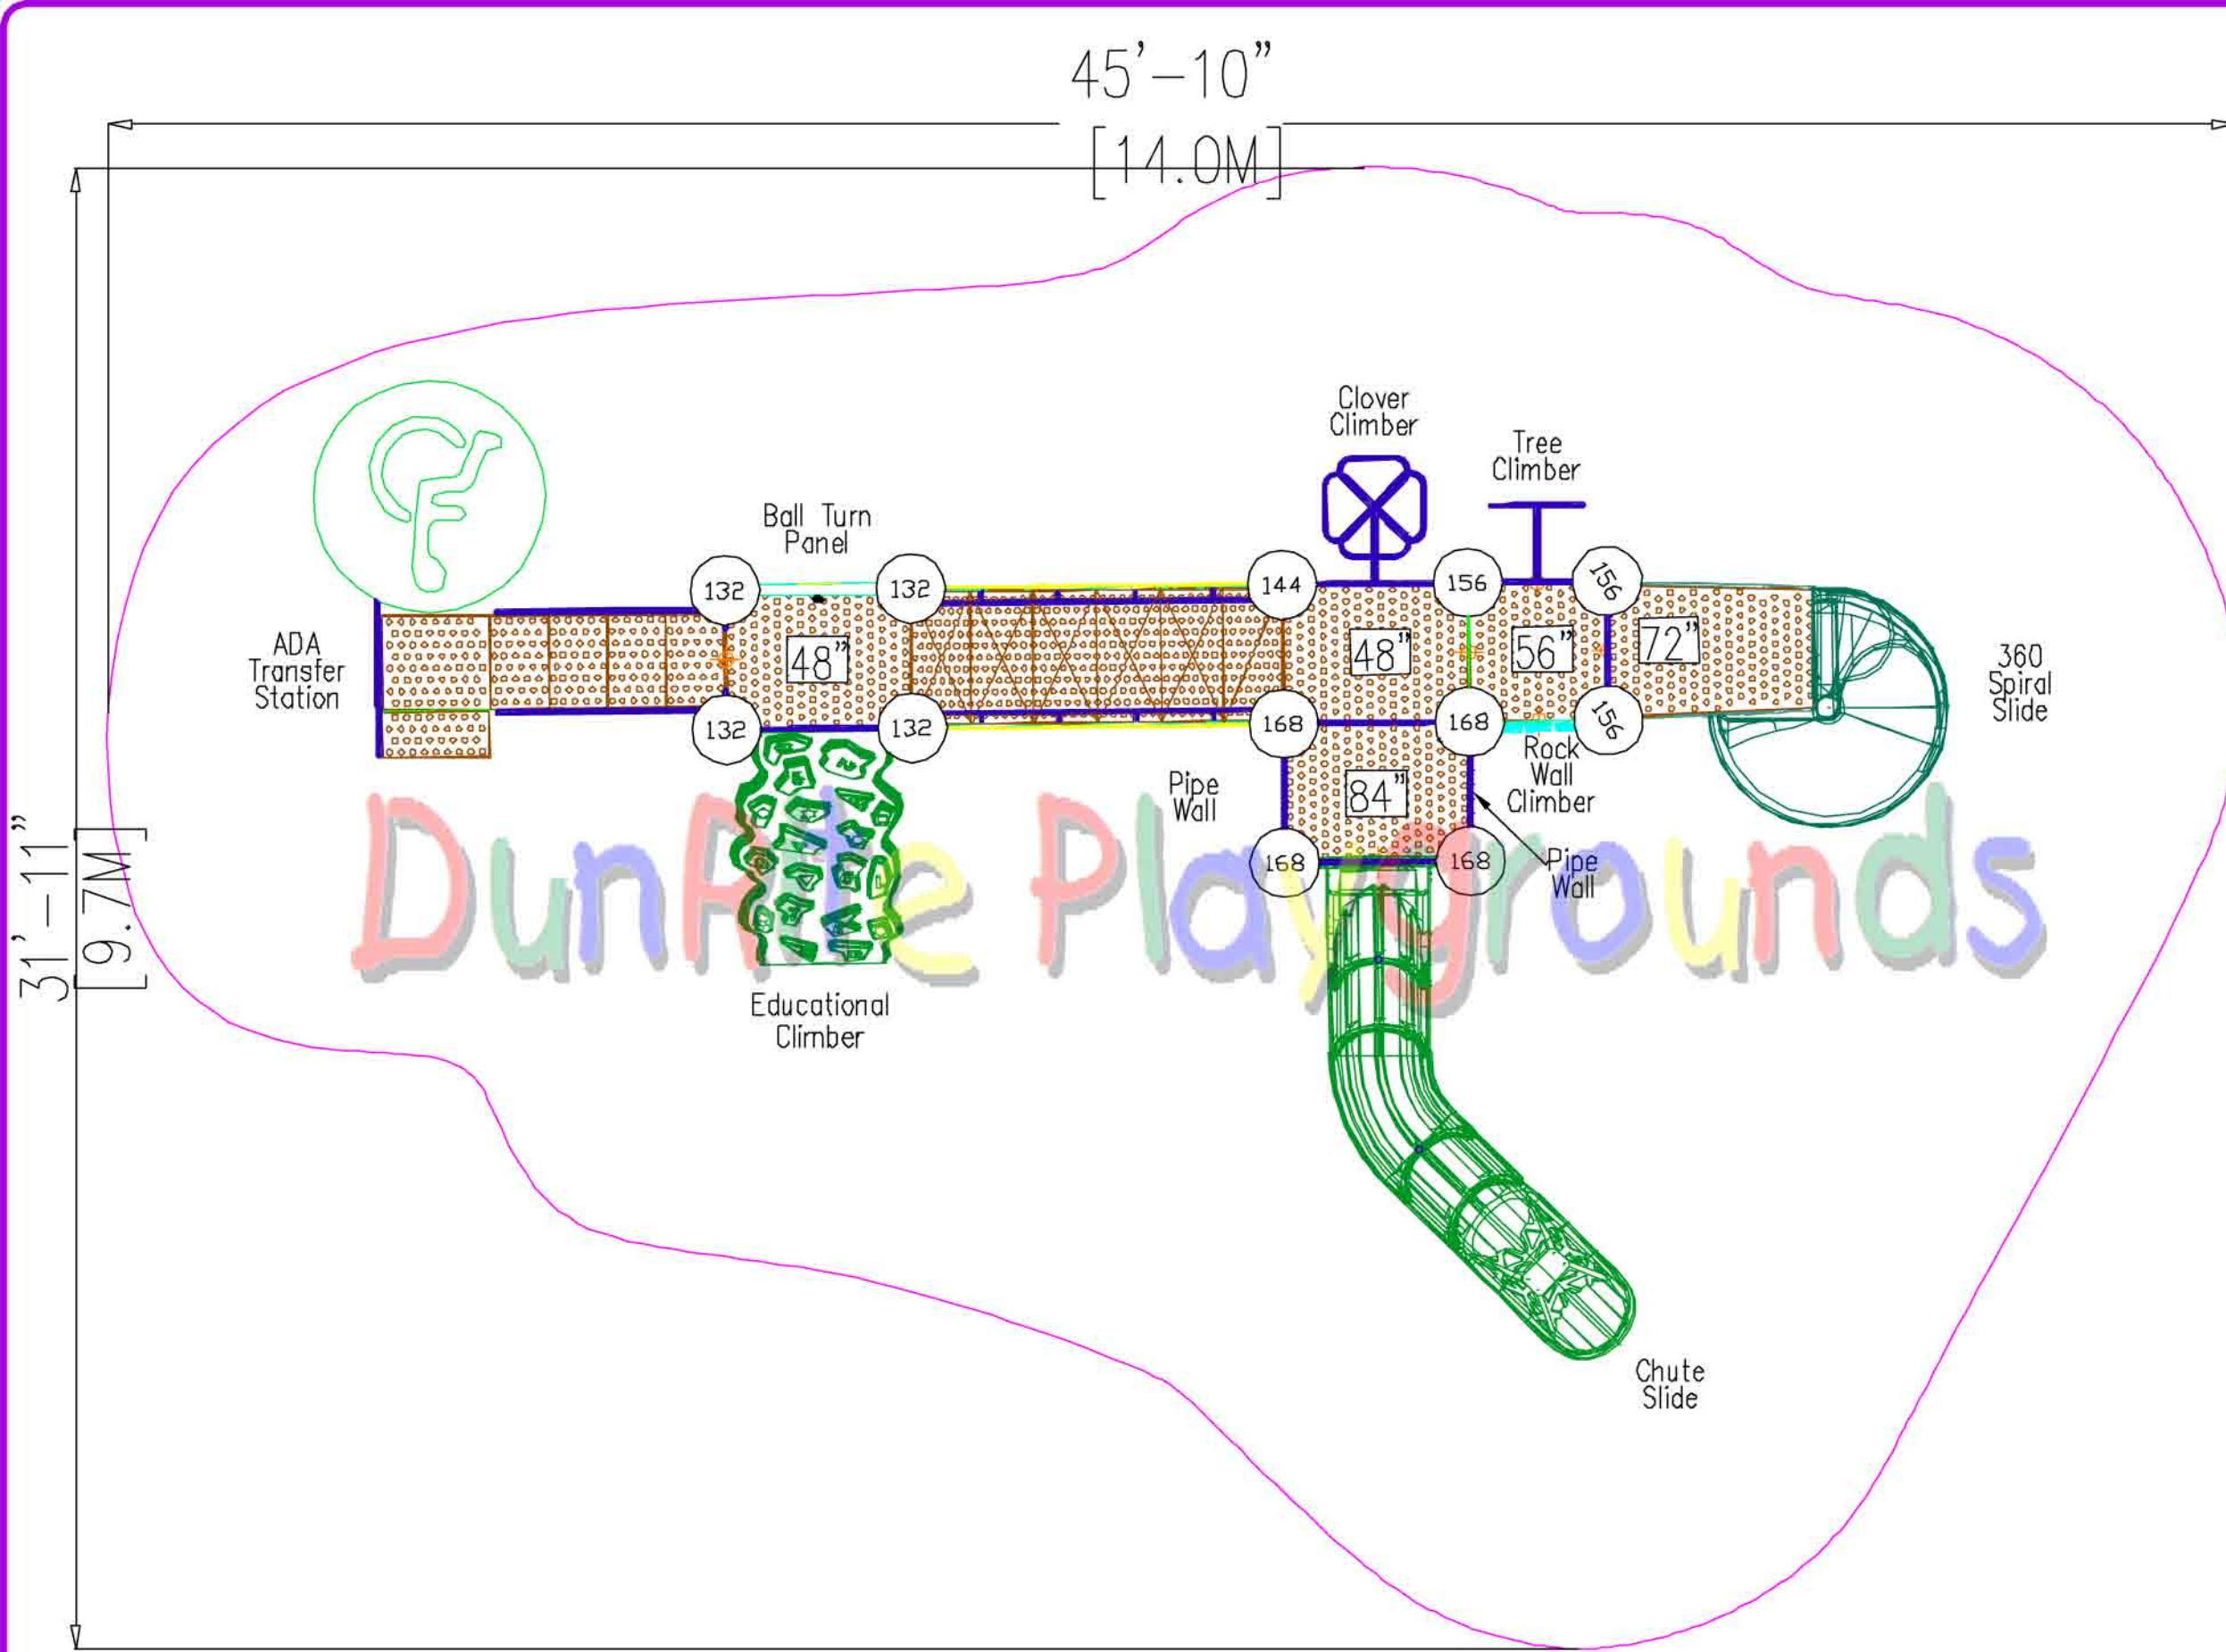 45’-10”
[14.0M]
31’-11”
[9.7M]
Clover
Climber
Tree
Climber
Ball Turn
Panel
132
132
144
156
156
ADA
Transfer
Station
48”
48”
56”
72”
360
Spiral
Slide
132
132
168
168
156
Rock
Wall
Climber
Pipe
Wall
84”
168
168
Pipe
Wall
DunRite Playgrounds
Educational
Climber
Chute
Slide